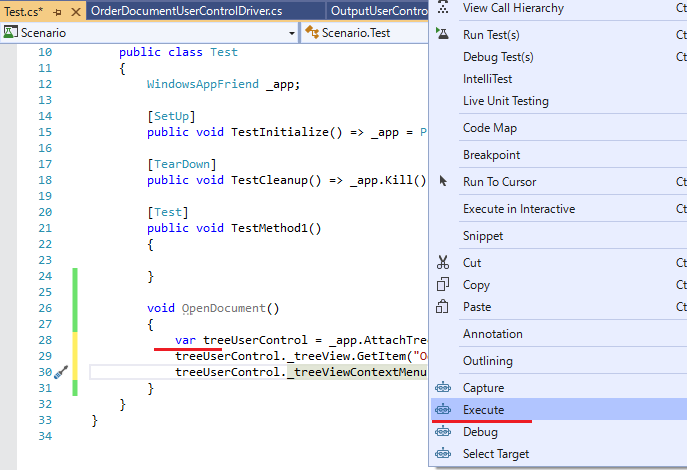 Test.cs*
OrderDocumentUserControlDriver.cs
OutputUserContro
Scenario
Scenario.Test
10 public class Test
11 {
12 WindowsAppFriend _app;
13
14 [SetUp]
15 public void TestInitialize() => _app = P
16
17 [TearDown]
18 public void TestCleanup() => _app.Kill()
19
20 [Test]
21 public void TestMethod1()
22 {
23
24 }
25
26 void OpenDocument()
27 {
28 var treeUserControl = _app.AttachTree
29 treeUserControl._treeView.GetItem("O
30 treeUserControl._treeViewContextMenu
31 }
32 }
33 }
34
View Call Hierarchy Ct
Run Test(s) Ct
Debug Test(s) Ct
IntelliTest
Live Unit Testing
Code Map
Breakpoint
Run To Cursor Ct
Execute in Interactive Ct
Snippet
Cut Ct
Copy Ct
Paste Ct
Annotation
Outlining
Capture
Execute
Debug
Select Target